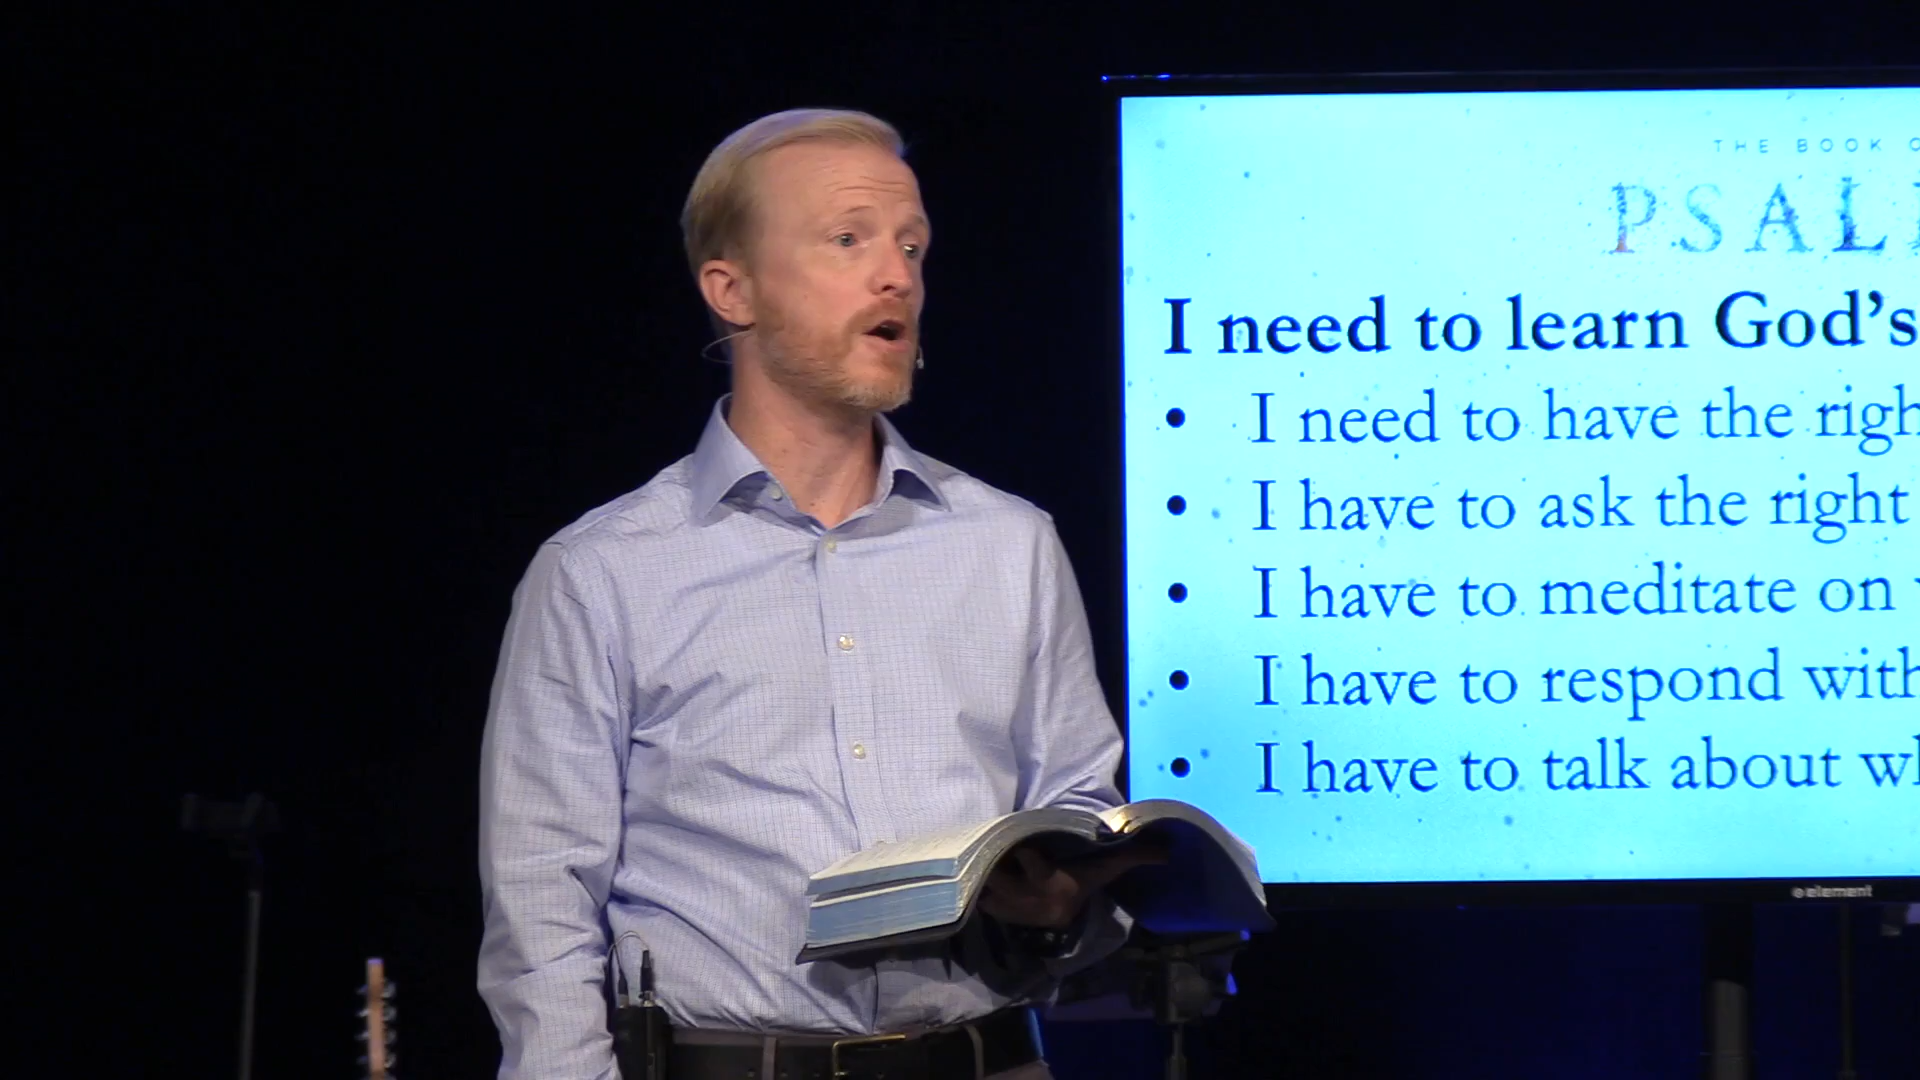 THE BOOK
PSAL
I need to learn God's
• I need to have the righ
• I have to ask the right
• I have to meditate on
• I have to respond with
• I have to talk about wh
element